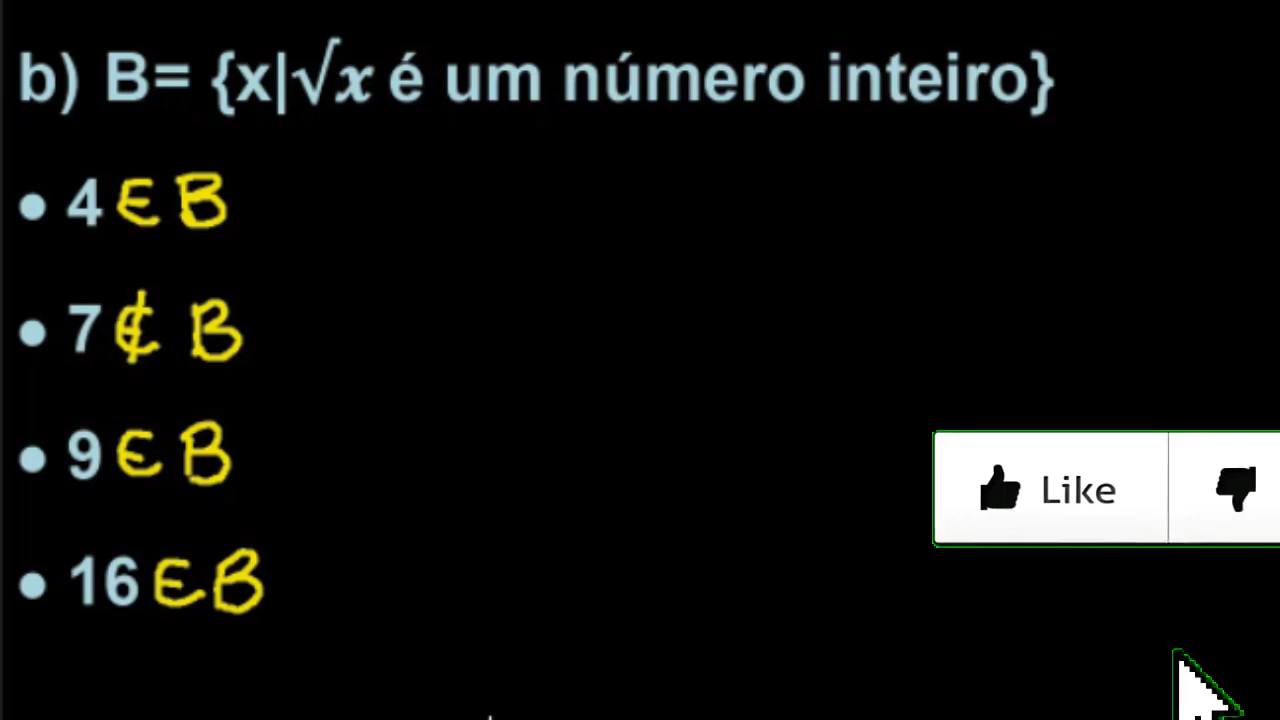 b) B= {x|√x é um número inteiro}
• 4 ∈ B
• 7 ∉ B
• 9 ∈ B
Like
• 16 ∈ B